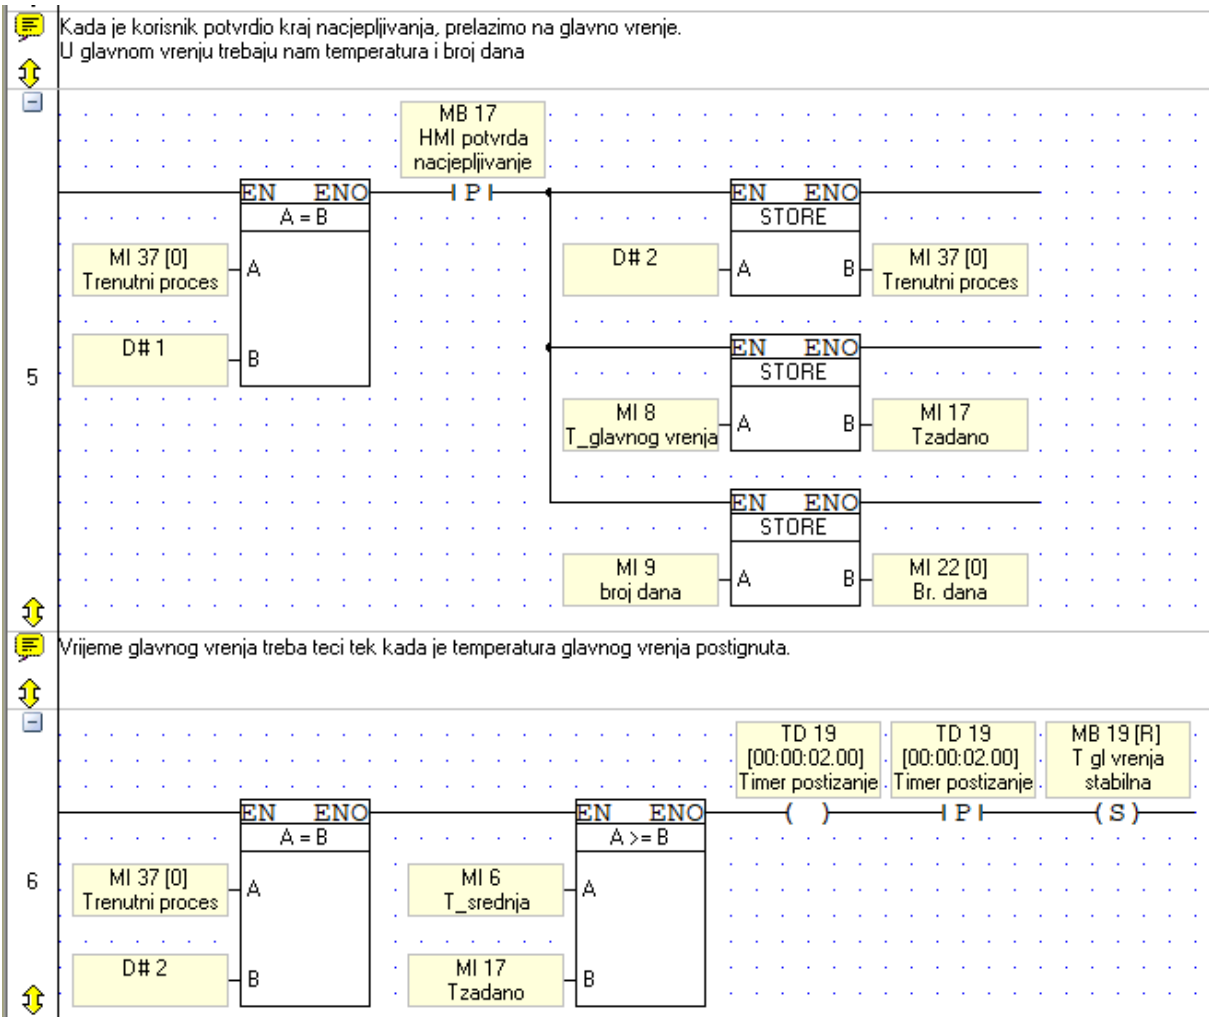 Kada je korisnik potvrdio kraj nacjepljivanja, prelazimo na glavno vrenje.
U glavnom vrenju trebaju nam temperatura i broj dana
MB 17
HMI potvrda
nacjepljivanje
EN ENO
P
EN ENO
A = B
STORE
MI 37 [0]
Trenutni proces
A
D# 2
A
B
MI 37 [0]
Trenutni proces
D# 1
B
EN ENO
STORE
5
MI 8
T_glavnog vrenja
A
B
MI 17
Tzadano
EN ENO
STORE
MI 9
broj dana
A
B
MI 22 [0]
Br. dana
Vrijeme glavnog vrenja treba teci tek kada je temperatura glavnog vrenja postignuta.
TD 19
[00:00:02.00]
Timer postizanje
TD 19
[00:00:02.00]
Timer postizanje
MB 19 [R]
T gl vrenja
stabilna
EN ENO
A = B
EN ENO
A >= B
( )
P
(S)
6
MI 37 [0]
Trenutni proces
A
MI 6
T_srednja
A
D# 2
B
MI 17
Tzadano
B